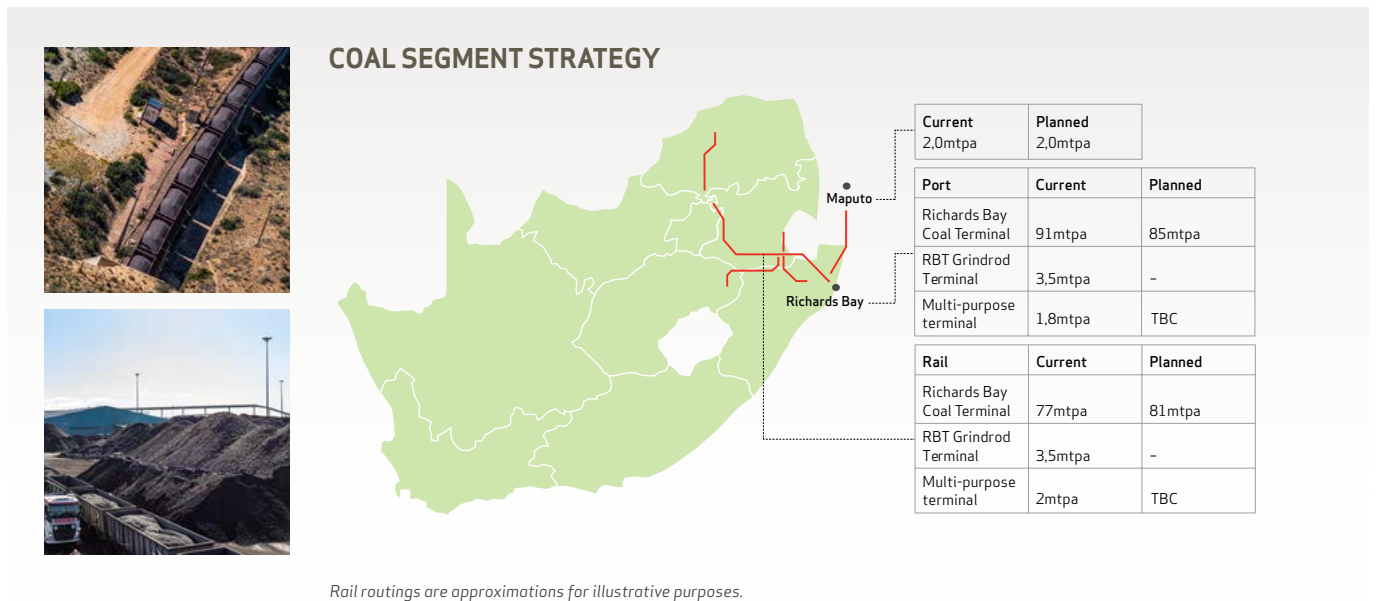 COAL SEGMENT STRATEGY
Maputo
Richards Bay
Current Planned
2,0mtpa 2,0mtpa
Port Current Planned
Richards Bay
Coal Terminal 91mtpa 85mtpa
RBT Grindrod
Terminal 3,5mtpa –
Multi-purpose
terminal 1,8mtpa TBC
Rail Current Planned
Richards Bay
Coal Terminal 77mtpa 81mtpa
RBT Grindrod
Terminal 3,5mtpa –
Multi-purpose
terminal 2mtpa TBC
Rail routings are approximations for illustrative purposes.